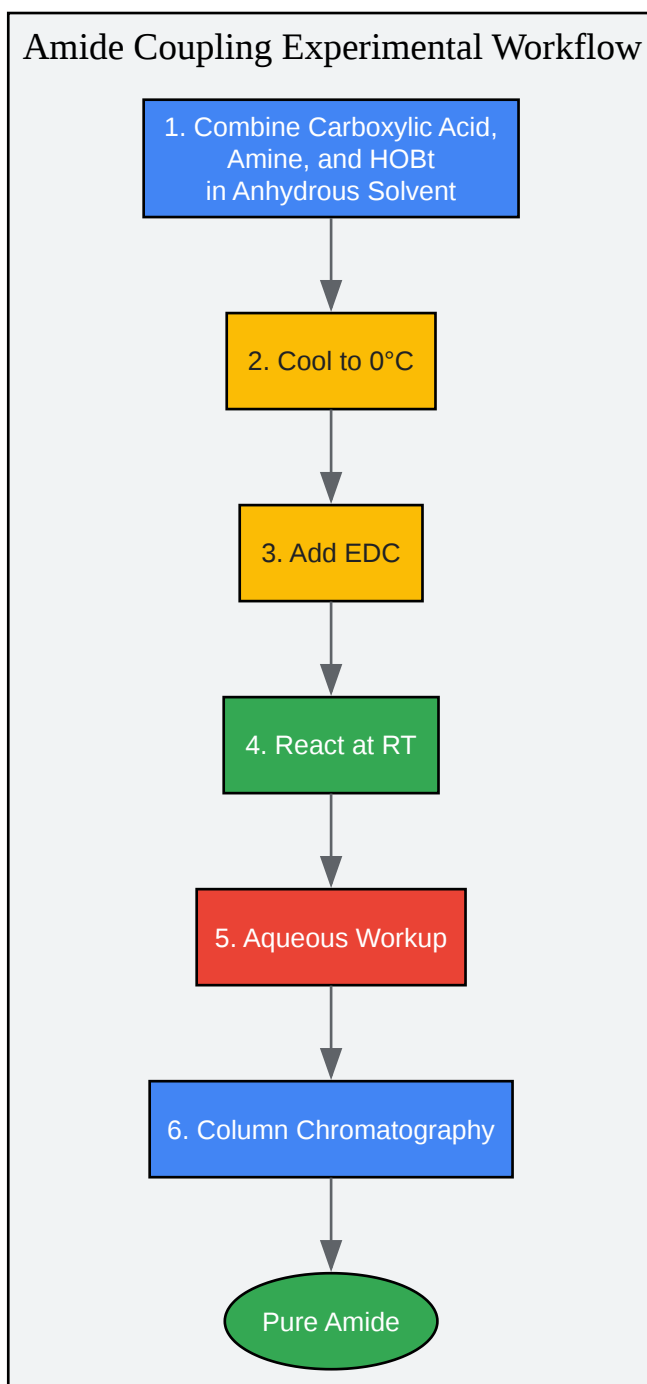 Amide Coupling Experimental Workflow
1. Combine Carboxylic Acid,
Amine, and HOBt
in Anhydrous Solvent
2. Cool to 0°C
3. Add EDC
4. React at RT
5. Aqueous Workup
6. Column Chromatography
Pure Amide